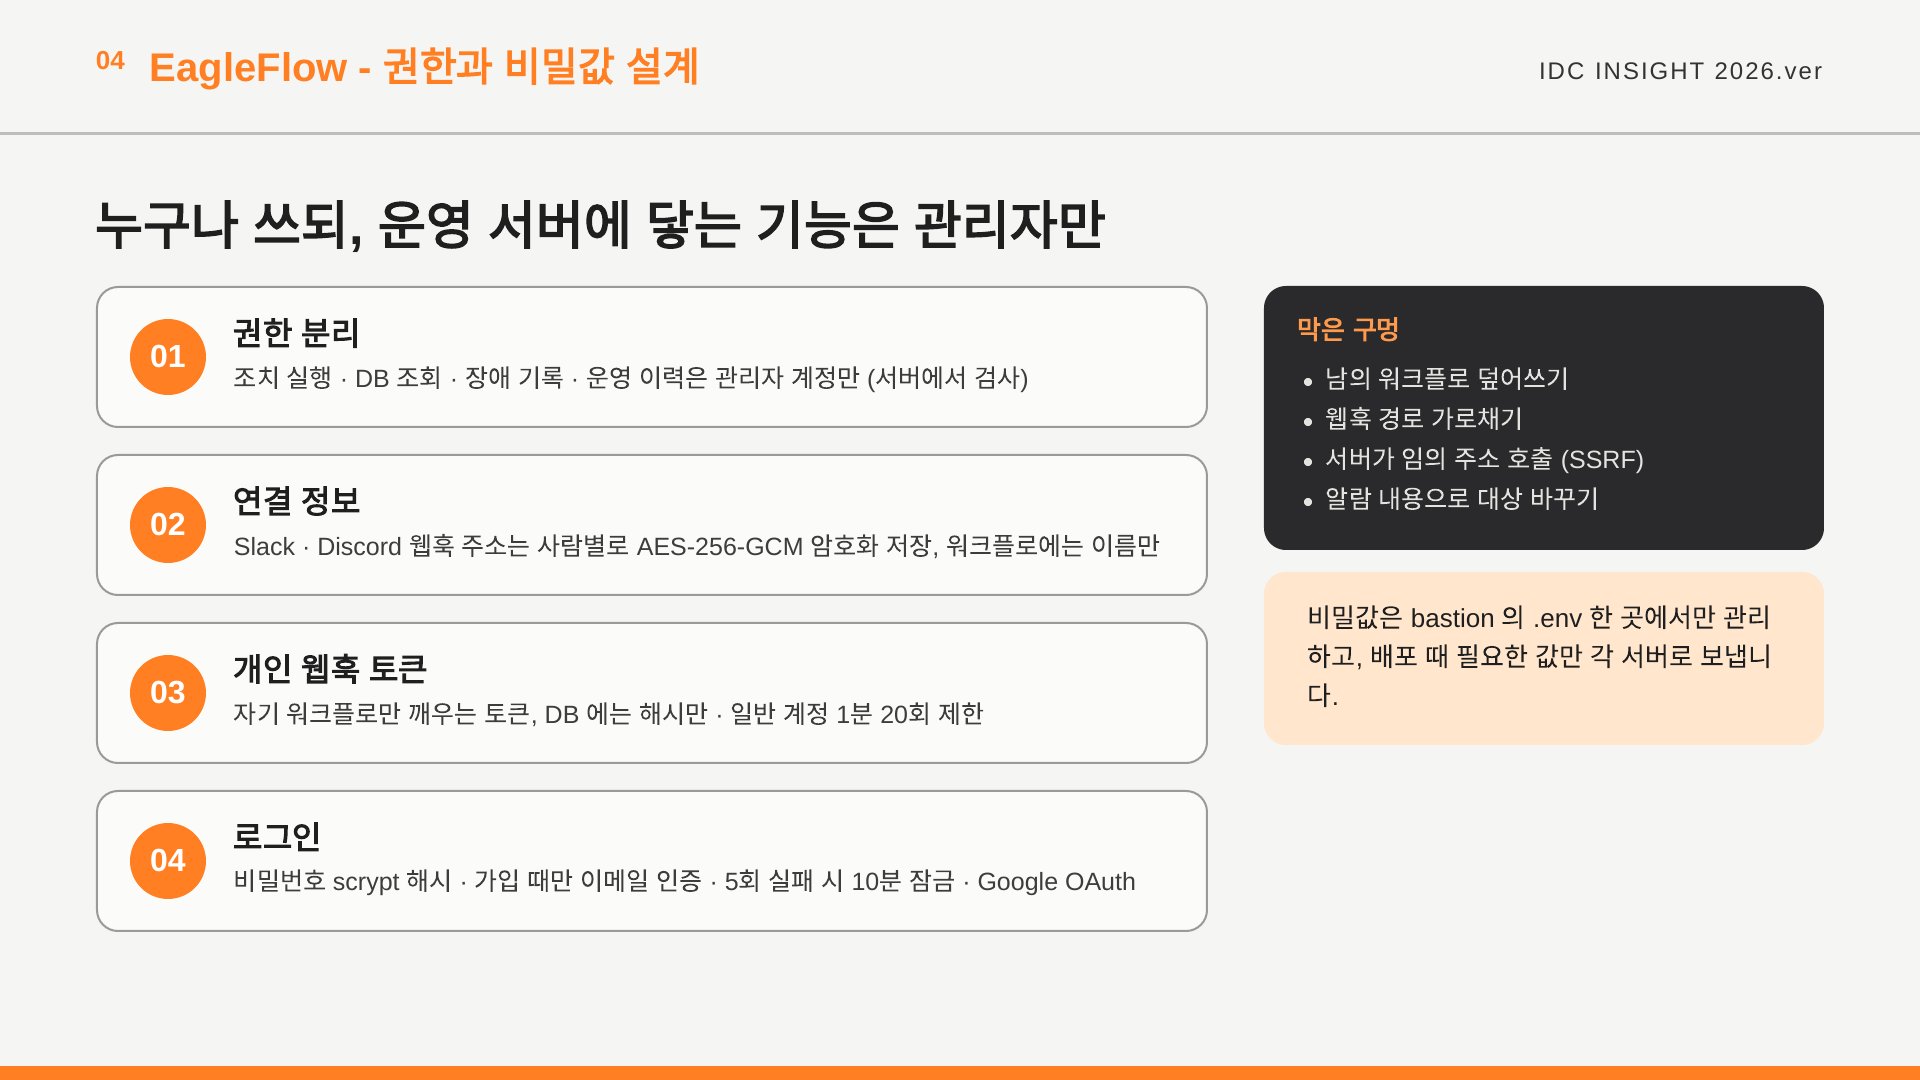 04 EagleFlow - 권한과 비밀값 설계
IDC INSIGHT 2026.ver
누구나 쓰되, 운영 서버에 닿는 기능은 관리자만
01
권한 분리
조치 실행 · DB 조회 · 장애 기록 · 운영 이력은 관리자 계정만 (서버에서 검사)
02
연결 정보
Slack · Discord 웹훅 주소는 사람별로 AES-256-GCM 암호화 저장, 워크플로에는 이름만
03
개인 웹훅 토큰
자기 워크플로만 깨우는 토큰, DB 에는 해시만 · 일반 계정 1분 20회 제한
04
로그인
비밀번호 scrypt 해시 · 가입 때만 이메일 인증 · 5회 실패 시 10분 잠금 · Google OAuth
막은 구멍
• 남의 워크플로 덮어쓰기
• 웹훅 경로 가로채기
• 서버가 임의 주소 호출 (SSRF)
• 알람 내용으로 대상 바꾸기
비밀값은 bastion 의 .env 한 곳에서만 관리
하고, 배포 때 필요한 값만 각 서버로 보냅니
다.